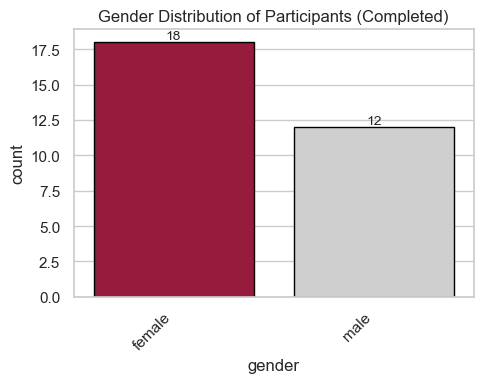 Gender Distribution of Participants (Completed)
18
17.5
15.0
12
12.5
10.0
7.5
5.0
2.5
0.0
count
female
male
gender